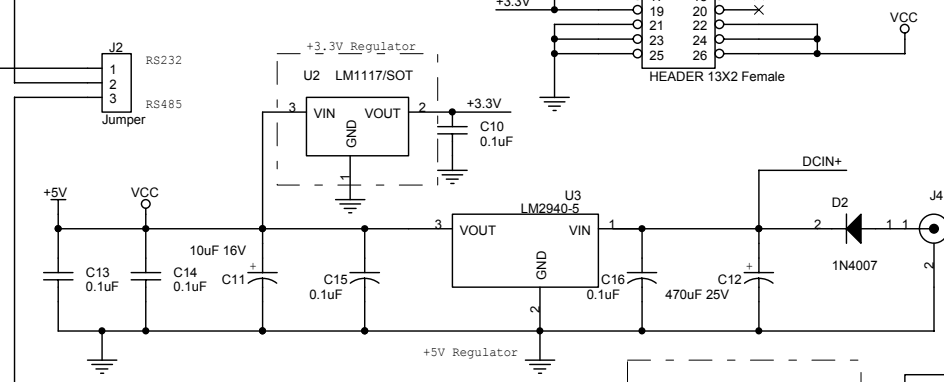 +3.3V
19 20
21 22
23 24
25 26
HEADER 13X2 Female
VCC
J2
1
2
3
RS232
RS485
Jumper
+3.3V Regulator
U2 LM1117/SOT
3 VIN VOUT 2
GND
1
+3.3V
C10
0.1uF
+5V
VCC
C13
0.1uF
C14
0.1uF
10uF 16V
+
C11
C15
0.1uF
U3
LM2940-5
3 VOUT VIN 1
GND
2
+5V Regulator
C16
0.1uF
470uF 25V
+
C12
DCIN+
D2
2 1 1
1N4007
J4
2